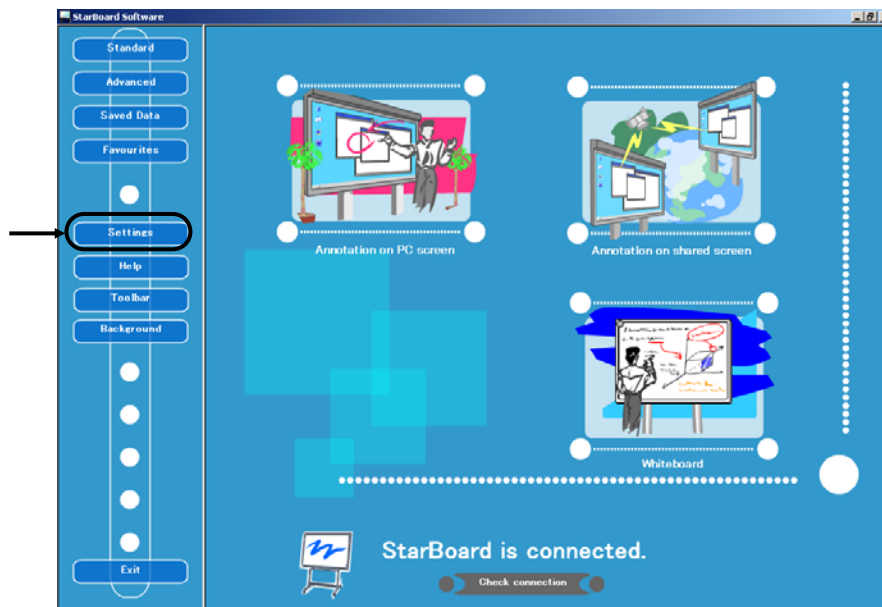 StarBoard Software
Standard
Advanced
Saved Data
Favourites
Settings
Help
Toolbar
Background
Exit
Annotation on PC screen
Annotation on shared screen
Whiteboard
StarBoard is connected.
Check connection